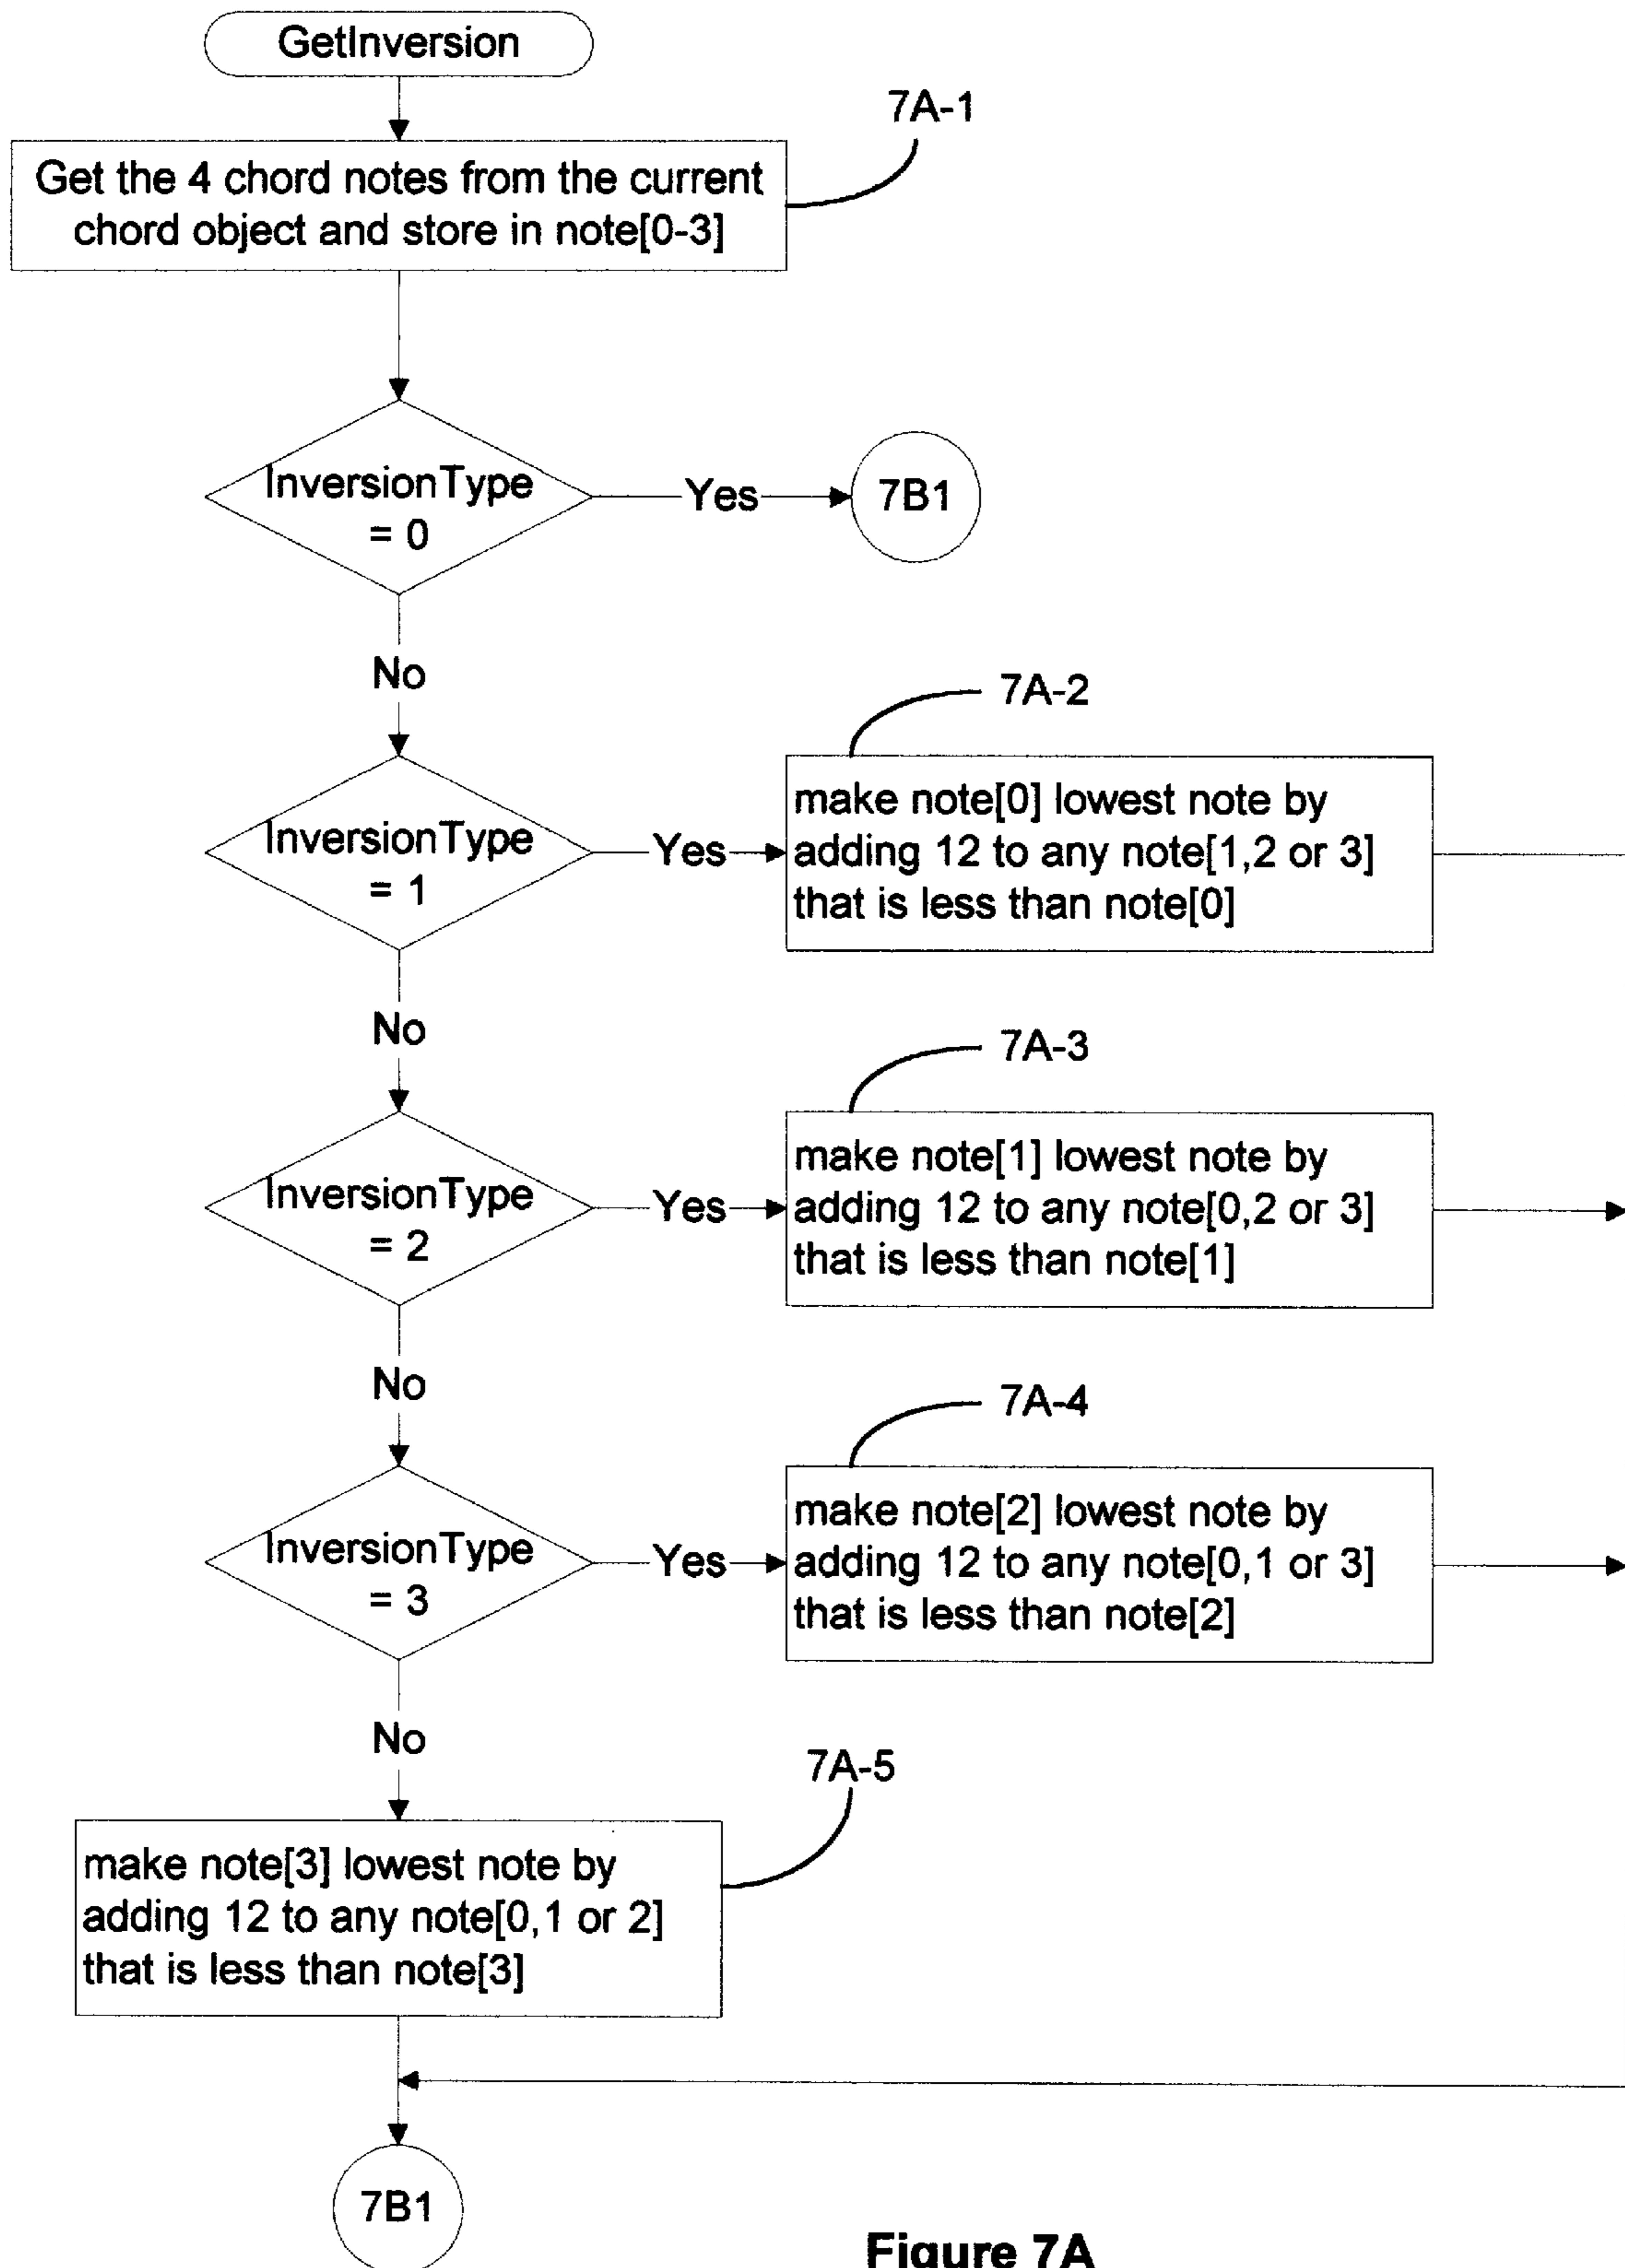 GetInversion
7A-1
Get the 4 chord notes from the current
chord object and store in note[0-3]
InversionType
= 0
Yes
7B1
No
7A-2
InversionType
= 1
Yes
make note[0] lowest note by
adding 12 to any note[1,2 or 3]
that is less than note[0]
No
7A-3
InversionType
= 2
Yes
make note[1] lowest note by
adding 12 to any note[0,2 or 3]
that is less than note[1]
No
7A-4
InversionType
= 3
Yes
make note[2] lowest note by
adding 12 to any note[0,1 or 3]
that is less than note[2]
No
7A-5
make note[3] lowest note by
adding 12 to any note[0,1 or 2]
that is less than note[3]
7B1
Figure 7A